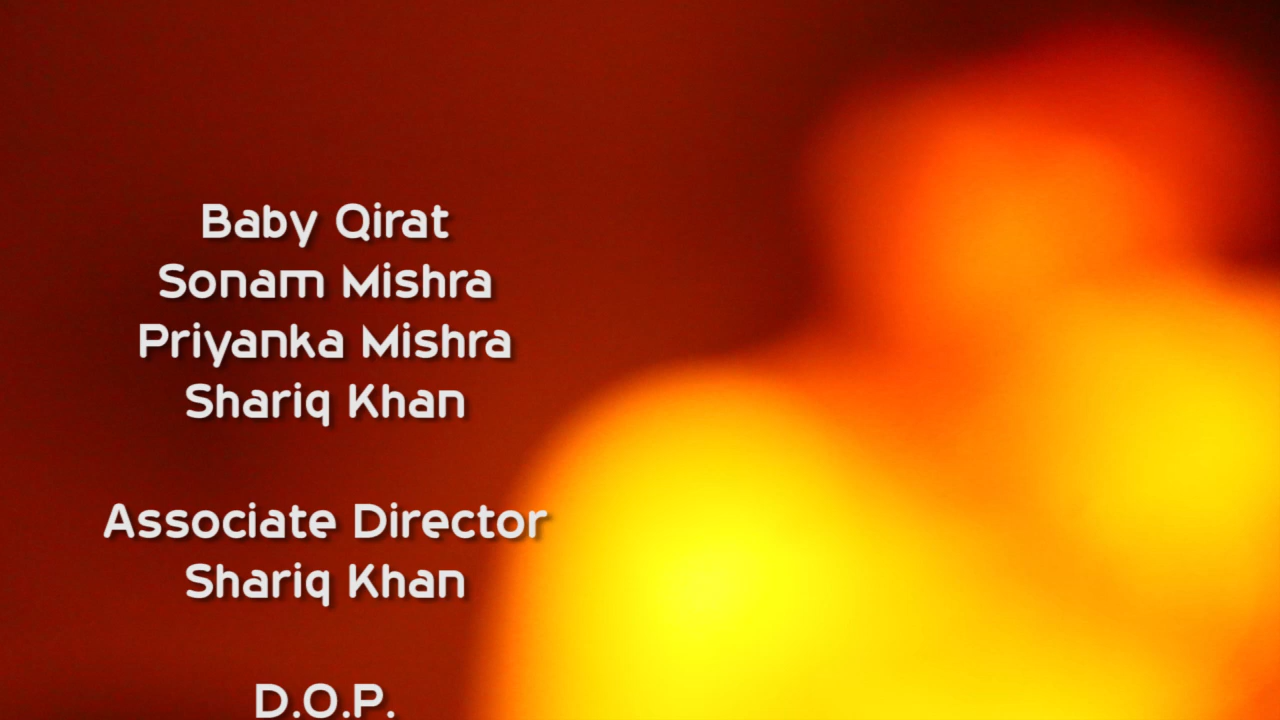 Baby Qirat
Sonam Mishra
Priyanka Mishra
Shariq Khan
Associate Director
Shariq Khan
D.O.P.